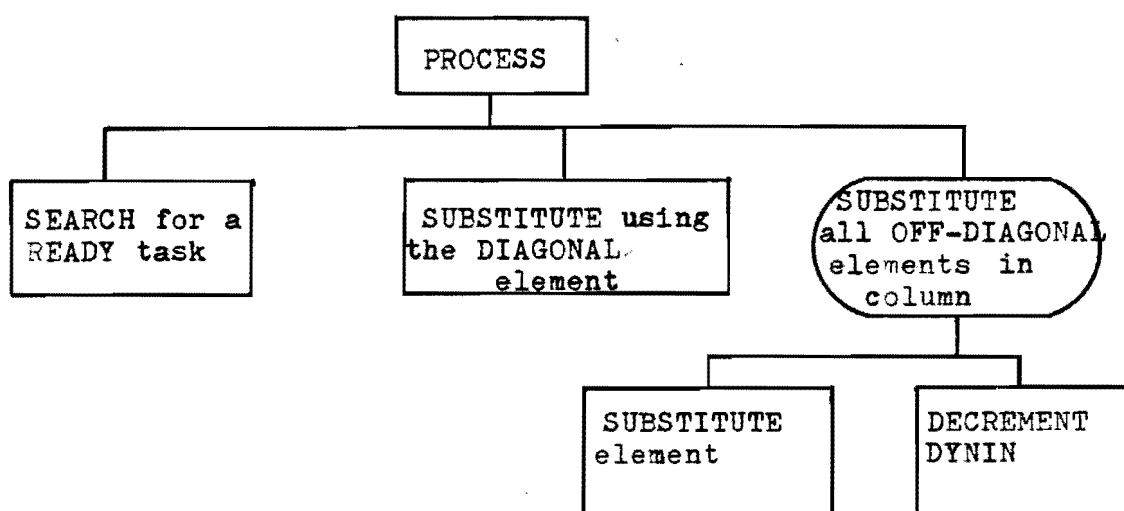 PROCESS
SEARCH for a
READY task
SUBSTITUTE using
the DIAGONAL
element
SUBSTITUTE
all OFF-DIAGONAL
elements in
column
SUBSTITUTE
element
DECREMENT
DYNIN